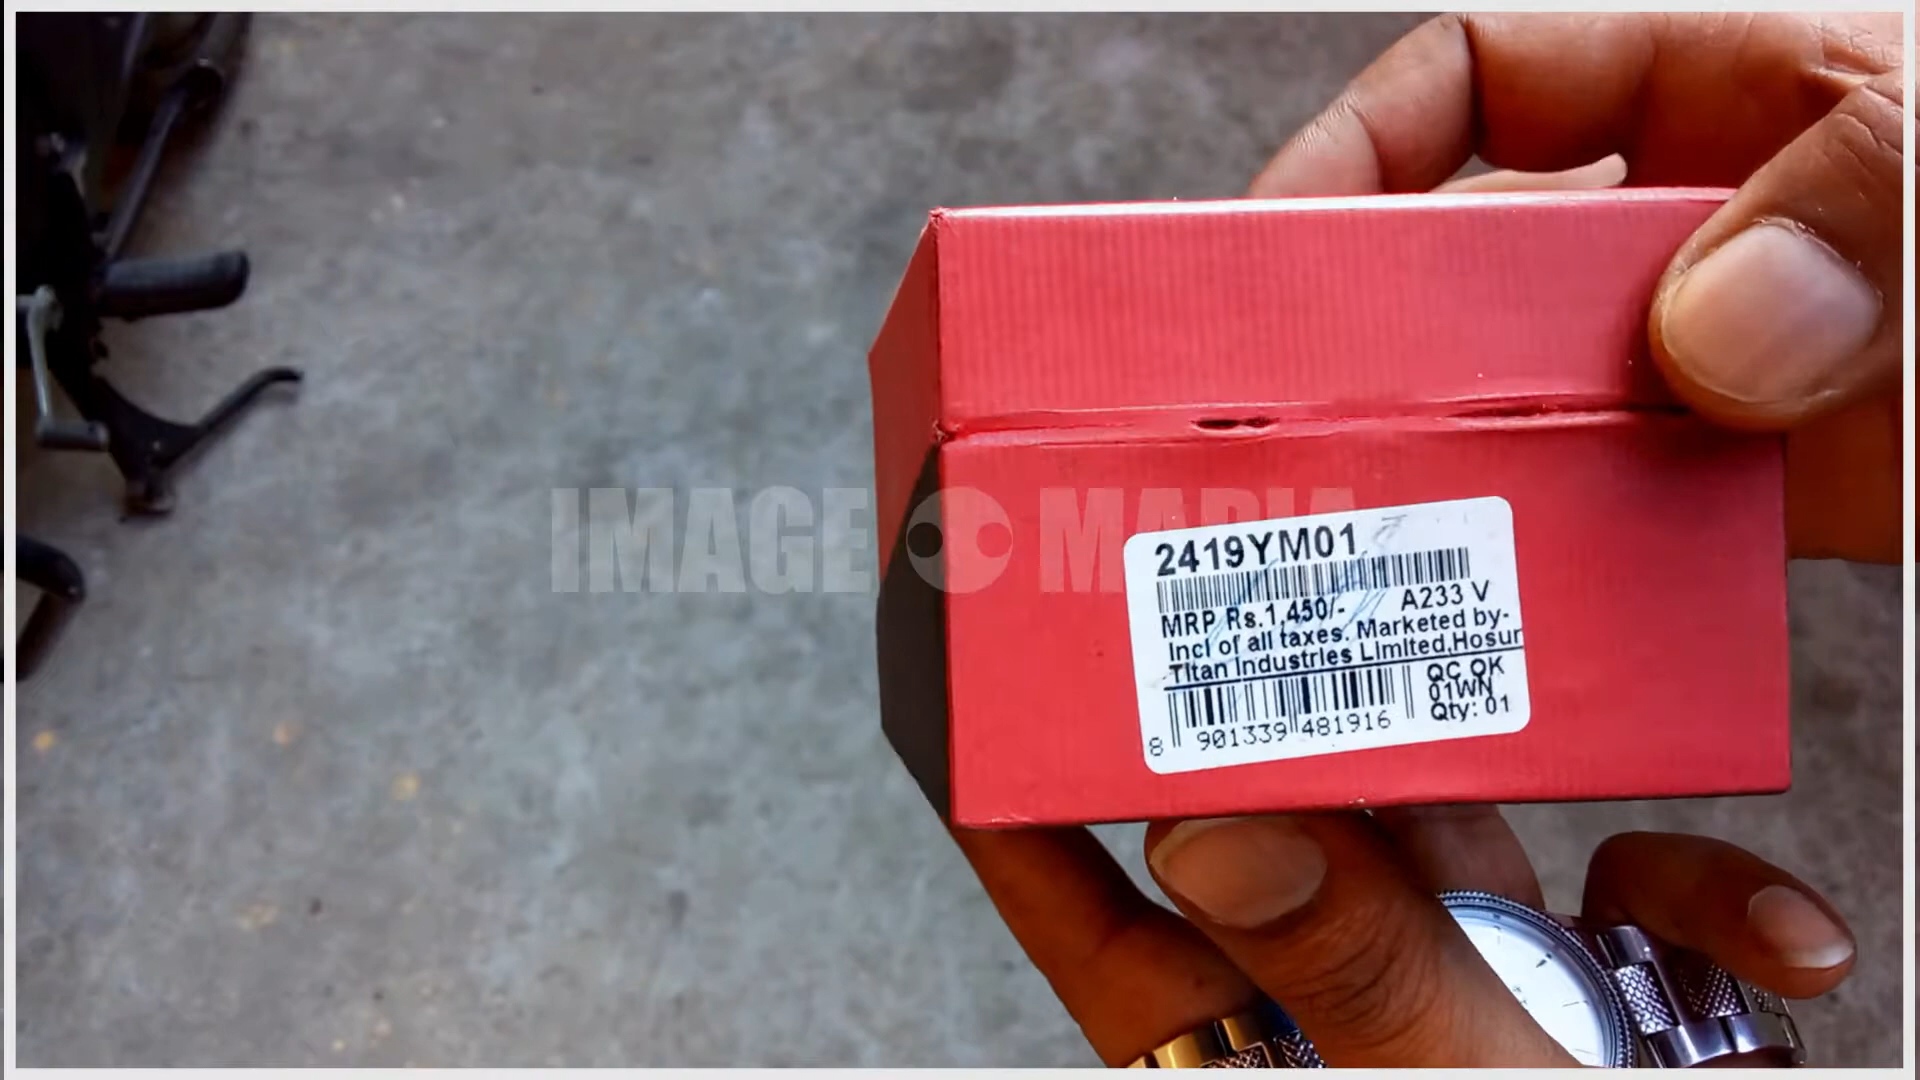 IMAGE MAPIA
2419YM01
MRP Rs.1,450/- A233 V
Incl of all taxes. Marketed by-
Titan Industries Limited,Hosur
QC OK
01WN
Qty: 01
8 901339 481916